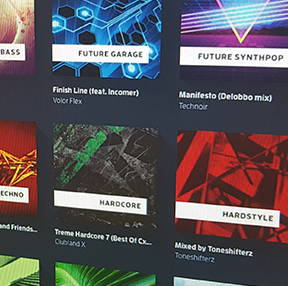 BASS
FUTURE GARAGE
FUTURE SYNTHPOP
Finish Line (feat. Incomer)
Volor Flex
Manifesto (Delobbo mix)
Technoir
ECHNO
HARDCORE
HARDSTYLE
and Friends...
Treme Hardcore 7 (Best Of Cx...
Clubland X
Mixed by Toneshifterz
Toneshifterz